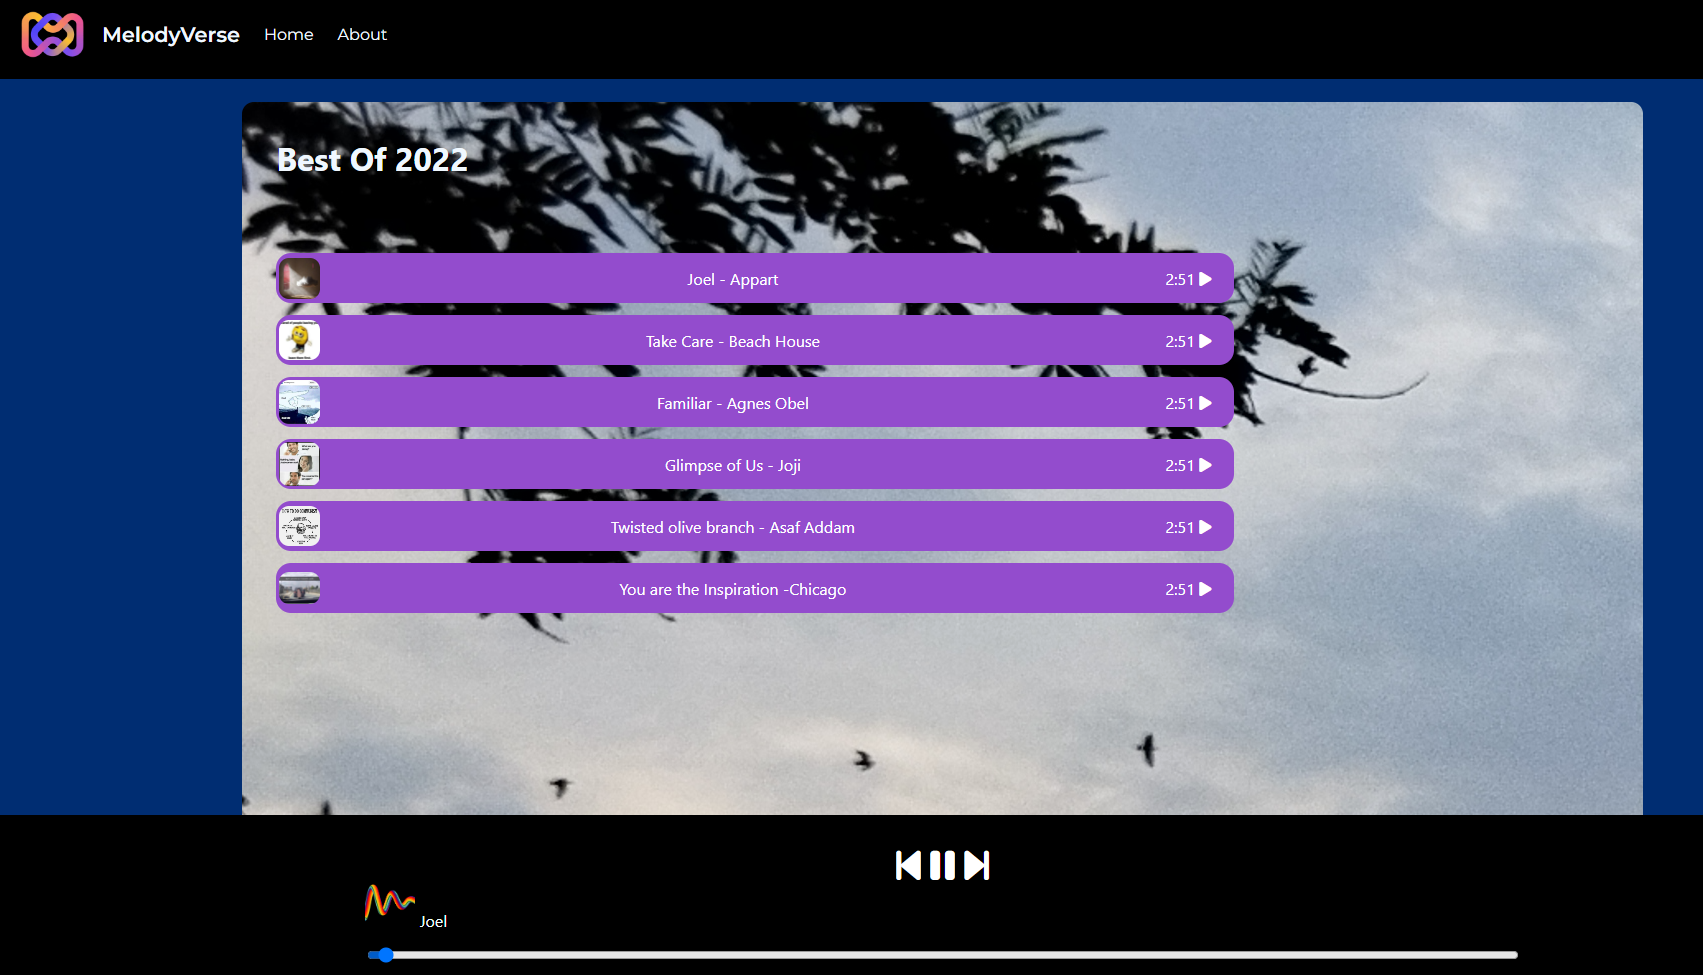 MelodyVerse Home About
Best Of 2022
Joel - Appart 2:51
Take Care - Beach House 2:51
Familiar - Agnes Obel 2:51
Glimpse of Us - Joji 2:51
Twisted olive branch - Asaf Addam 2:51
You are the Inspiration -Chicago 2:51
Joel